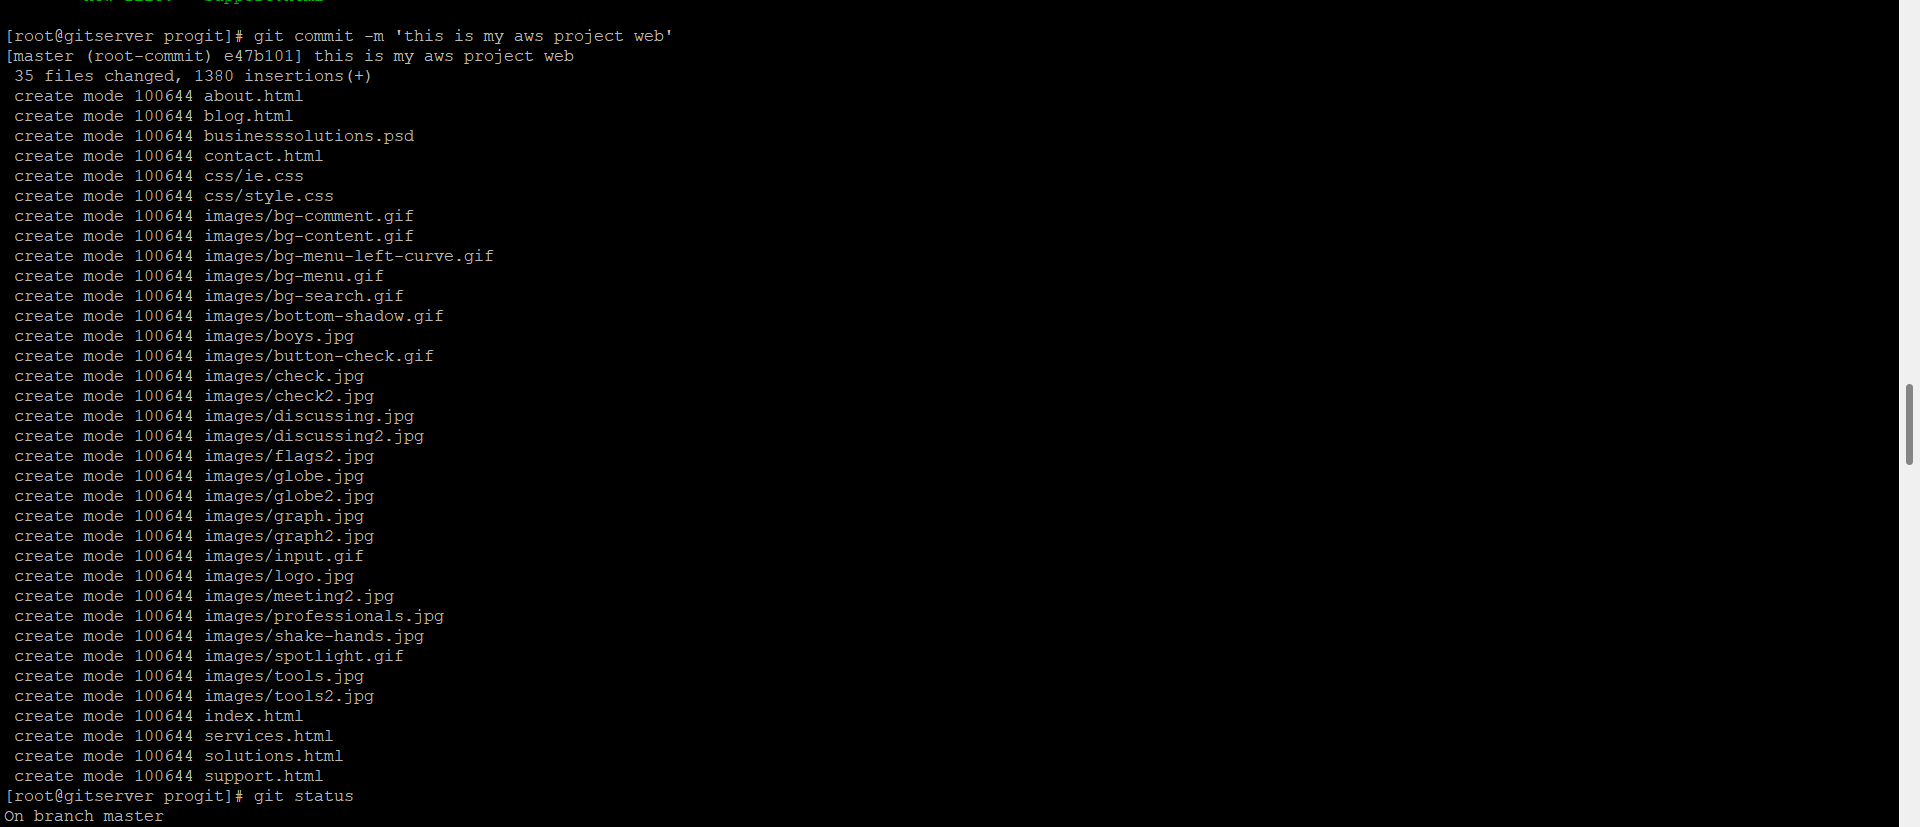 [root@gitserver progit]# git commit -m 'this is my aws project web'
[master (root-commit) e47b101] this is my aws project web
 35 files changed, 1380 insertions(+)
 create mode 100644 about.html
 create mode 100644 blog.html
 create mode 100644 businesssolutions.psd
 create mode 100644 contact.html
 create mode 100644 css/ie.css
 create mode 100644 css/style.css
 create mode 100644 images/bg-comment.gif
 create mode 100644 images/bg-content.gif
 create mode 100644 images/bg-menu-left-curve.gif
 create mode 100644 images/bg-menu.gif
 create mode 100644 images/bg-search.gif
 create mode 100644 images/bottom-shadow.gif
 create mode 100644 images/boys.jpg
 create mode 100644 images/button-check.gif
 create mode 100644 images/check.jpg
 create mode 100644 images/check2.jpg
 create mode 100644 images/discussing.jpg
 create mode 100644 images/discussing2.jpg
 create mode 100644 images/flags2.jpg
 create mode 100644 images/globe.jpg
 create mode 100644 images/globe2.jpg
 create mode 100644 images/graph.jpg
 create mode 100644 images/graph2.jpg
 create mode 100644 images/input.gif
 create mode 100644 images/logo.jpg
 create mode 100644 images/meeting2.jpg
 create mode 100644 images/professionals.jpg
 create mode 100644 images/shake-hands.jpg
 create mode 100644 images/spotlight.gif
 create mode 100644 images/tools.jpg
 create mode 100644 images/tools2.jpg
 create mode 100644 index.html
 create mode 100644 services.html
 create mode 100644 solutions.html
 create mode 100644 support.html
[root@gitserver progit]# git status
On branch master